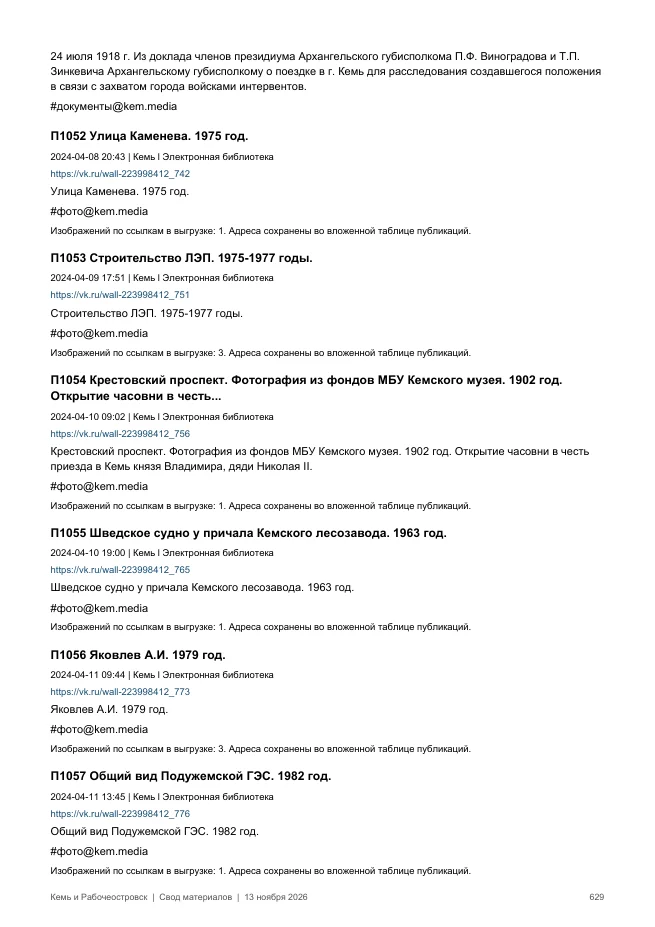 24 июля 1918 г. Из доклада членов президиума Архангельского губисполкома П.Ф. Виноградова и Т.П.
Зинкевича Архангельскому губисполкому о поездке в г. Кемь для расследования создавшегося положения
в связи с захватом города войсками интервентов.
#документы@kem.media
П1052 Улица Каменева. 1975 год.
2024-04-08 20:43 | Кемь I Электронная библиотека
https://vk.ru/wall-223998412_742
Улица Каменева. 1975 год.
#фото@kem.media
Изображений по ссылкам в выгрузке: 1. Адреса сохранены во вложенной таблице публикаций.
П1053 Строительство ЛЭП. 1975-1977 годы.
2024-04-09 17:51 | Кемь I Электронная библиотека
https://vk.ru/wall-223998412_751
Строительство ЛЭП. 1975-1977 годы.
#фото@kem.media
Изображений по ссылкам в выгрузке: 3. Адреса сохранены во вложенной таблице публикаций.
П1054 Крестовский проспект. Фотография из фондов МБУ Кемского музея. 1902 год.
Открытие часовни в честь...
2024-04-10 09:02 | Кемь I Электронная библиотека
https://vk.ru/wall-223998412_756
Крестовский проспект. Фотография из фондов МБУ Кемского музея. 1902 год. Открытие часовни в честь
приезда в Кемь князя Владимира, дяди Николая II.
#фото@kem.media
Изображений по ссылкам в выгрузке: 1. Адреса сохранены во вложенной таблице публикаций.
П1055 Шведское судно у причала Кемского лесозавода. 1963 год.
2024-04-10 19:00 | Кемь I Электронная библиотека
https://vk.ru/wall-223998412_765
Шведское судно у причала Кемского лесозавода. 1963 год.
#фото@kem.media
Изображений по ссылкам в выгрузке: 1. Адреса сохранены во вложенной таблице публикаций.
П1056 Яковлев А.И. 1979 год.
2024-04-11 09:44 | Кемь I Электронная библиотека
https://vk.ru/wall-223998412_773
Яковлев А.И. 1979 год.
#фото@kem.media
Изображений по ссылкам в выгрузке: 3. Адреса сохранены во вложенной таблице публикаций.
П1057 Общий вид Подужемской ГЭС. 1982 год.
2024-04-11 13:45 | Кемь I Электронная библиотека
https://vk.ru/wall-223998412_776
Общий вид Подужемской ГЭС. 1982 год.
#фото@kem.media
Изображений по ссылкам в выгрузке: 1. Адреса сохранены во вложенной таблице публикаций.
Кемь и Рабочеостровск | Свод материалов | 13 ноября 2026 629